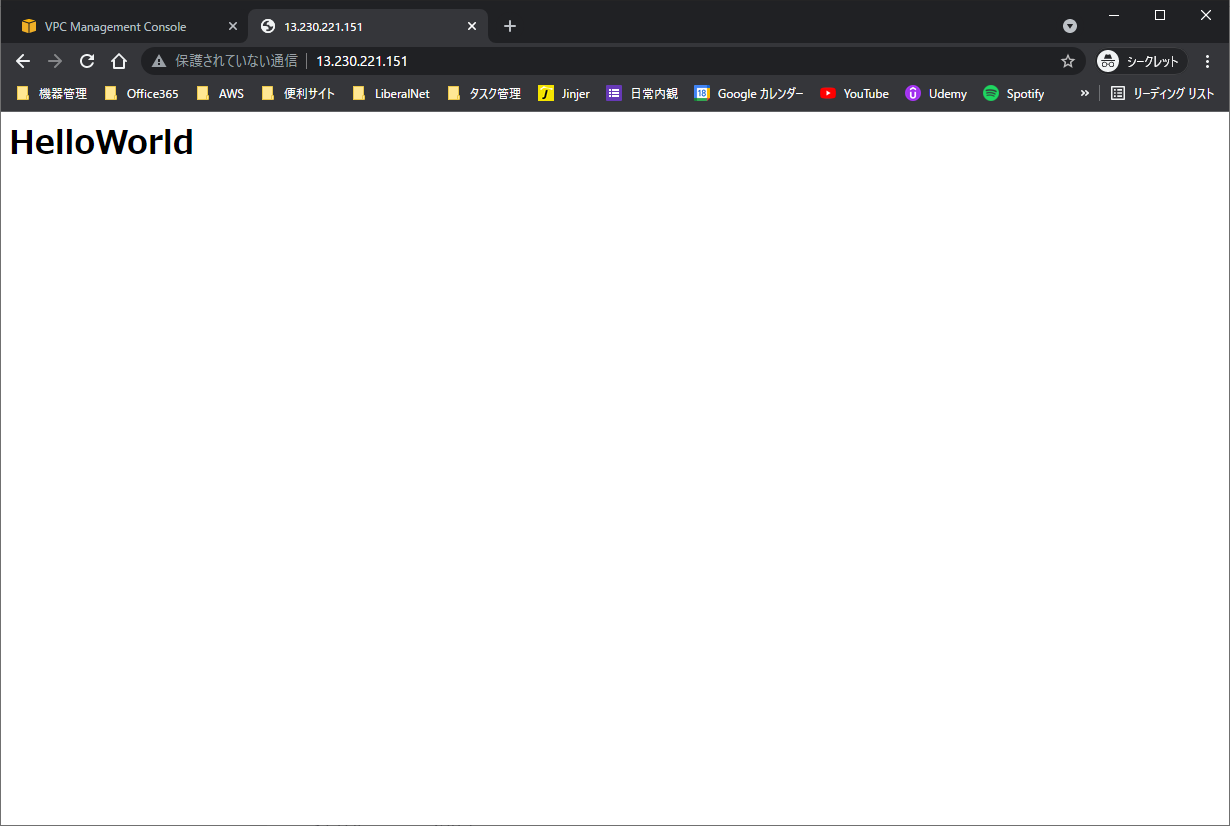 VPC Management Console
13.230.221.151
保護されていない通信 13.230.221.151 シークレット
機器管理 Office365 AWS 便利サイト LiberalNet タスク管理 Jinjer 日常内観 Google カレンダー YouTube Udemy Spotify » リーディング リスト
HelloWorld